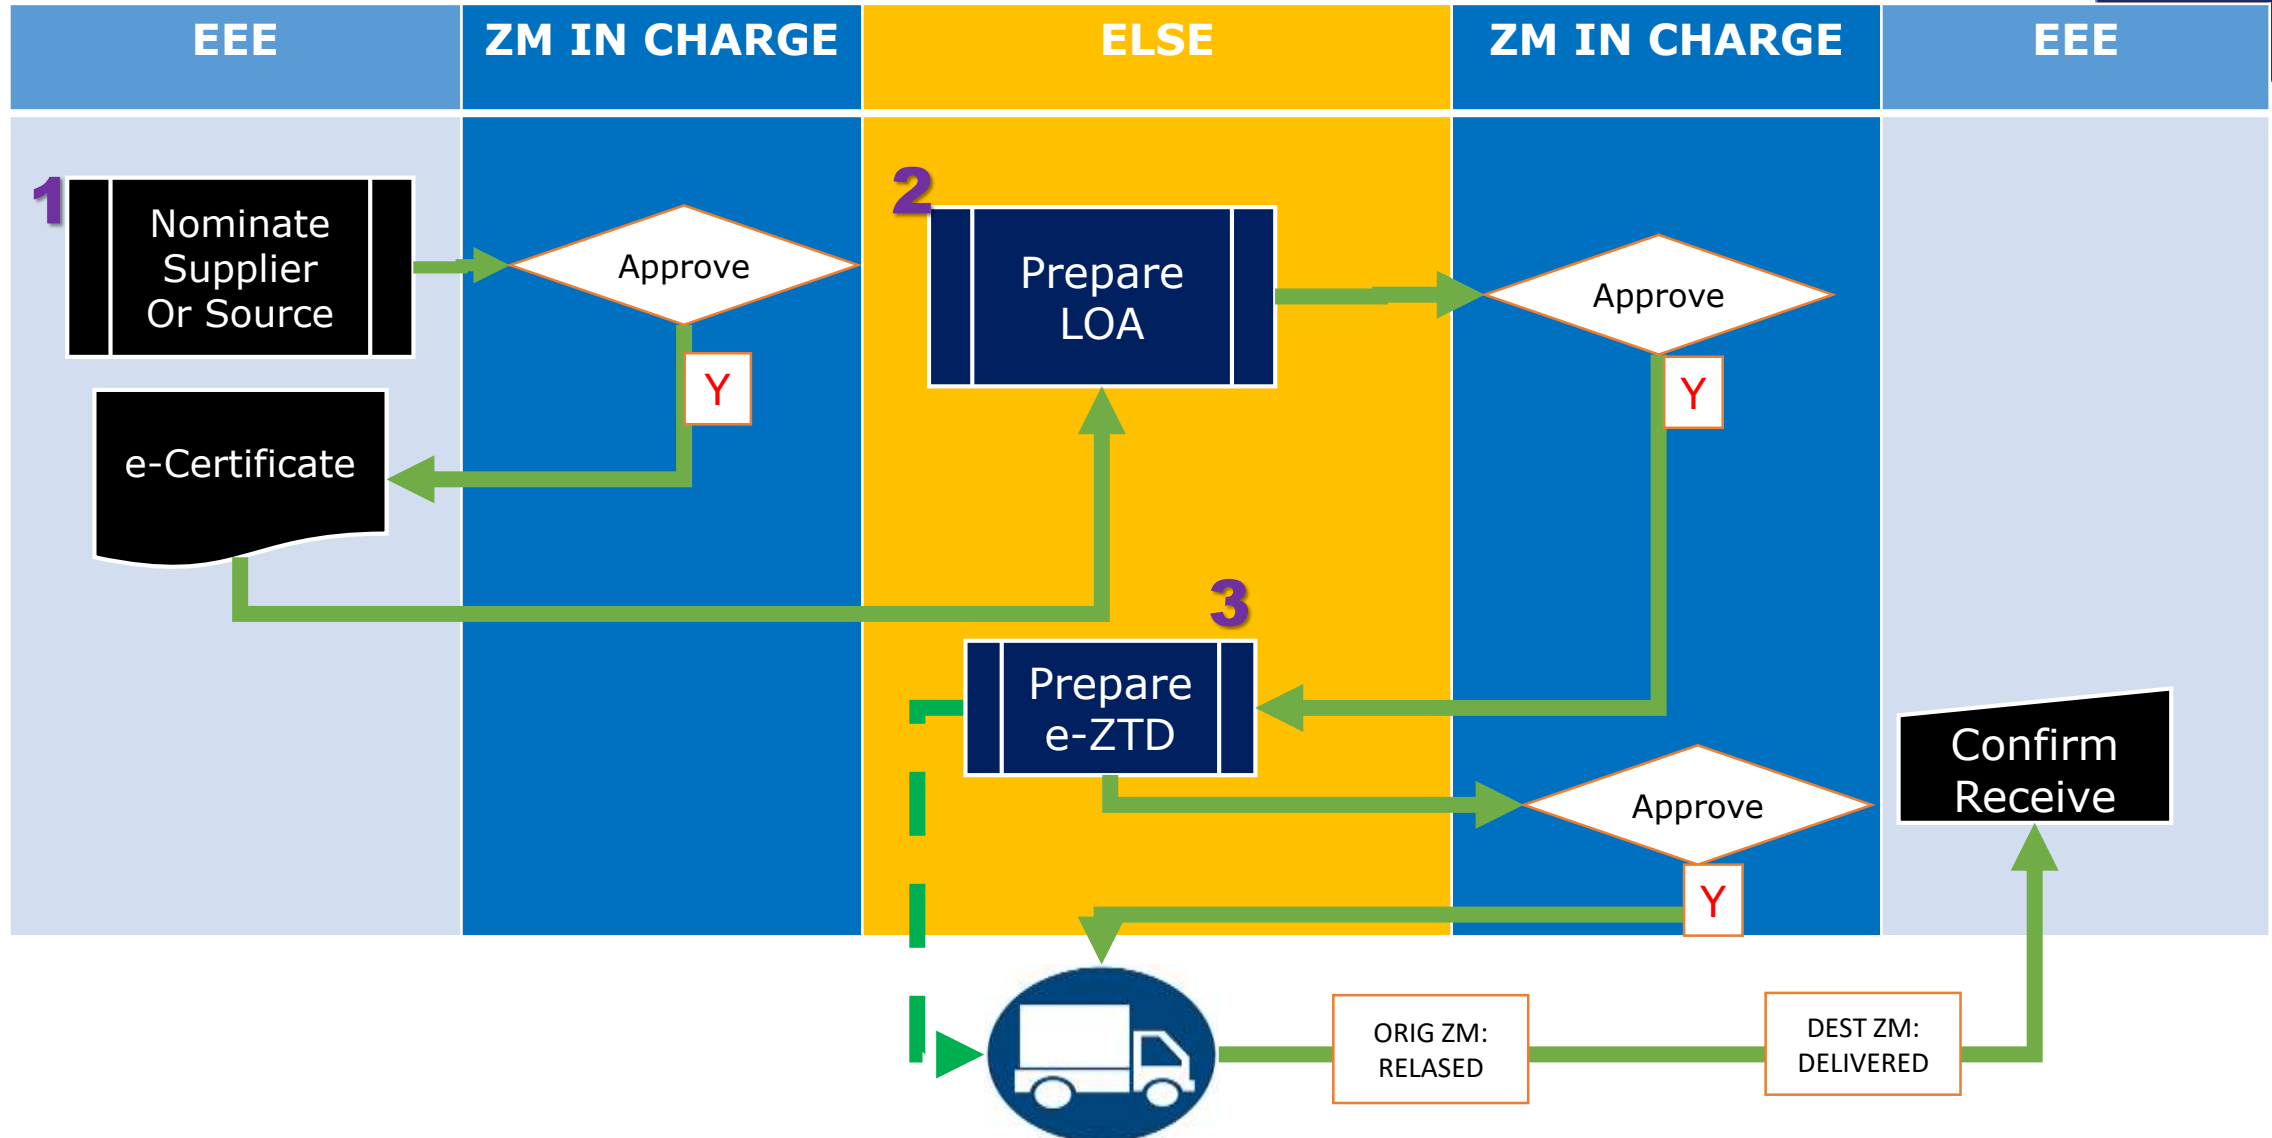 EEE
ZM IN CHARGE
ELSE
ZM IN CHARGE
EEE
1
Nominate
Supplier
Or Source
Approve
Y
e-Certificate
2
Prepare
LOA
Approve
Y
3
Prepare
e-ZTD
Approve
Y
Confirm
Receive
ORIG ZM:
RELASED
DEST ZM:
DELIVERED